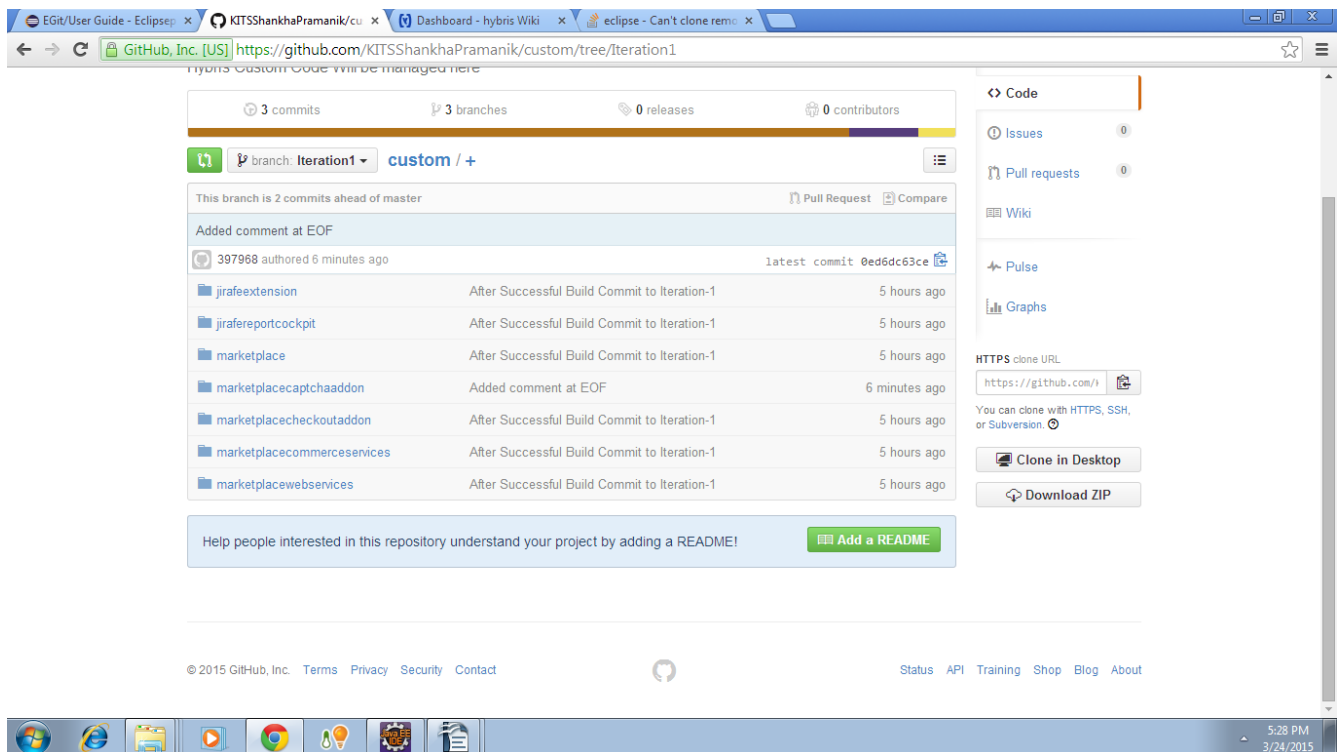 EGit/User Guide - Eclipsep
KITSShankhaPramanik/cu
Dashboard - hybris Wiki
eclipse - Can't clone remo
GitHub, Inc. [US] https://github.com/KITSShankhaPramanik/custom/tree/Iteration1
Hybris Custom Code Will be managed here
3 commits 3 branches 0 releases 0 contributors
branch: Iteration1 custom / +
This branch is 2 commits ahead of master Pull Request Compare
Added comment at EOF
397968 authored 6 minutes ago latest commit 0ed6dc63ce
jirafeextension After Successful Build Commit to Iteration-1 5 hours ago
jirafereportcockpit After Successful Build Commit to Iteration-1 5 hours ago
marketplace After Successful Build Commit to Iteration-1 5 hours ago
marketplacecaptchaaddon Added comment at EOF 6 minutes ago
marketplacecheckoutaddon After Successful Build Commit to Iteration-1 5 hours ago
marketplacecommerceservices After Successful Build Commit to Iteration-1 5 hours ago
marketplacewebservices After Successful Build Commit to Iteration-1 5 hours ago
Help people interested in this repository understand your project by adding a README! Add a README
<> Code
Issues 0
Pull requests 0
Wiki
Pulse
Graphs
HTTPS clone URL
https://github.com/
You can clone with HTTPS, SSH,
or Subversion.
Clone in Desktop
Download ZIP
© 2015 GitHub, Inc. Terms Privacy Security Contact Status API Training Shop Blog About
Java EE
IDE
5:28 PM
3/24/2015